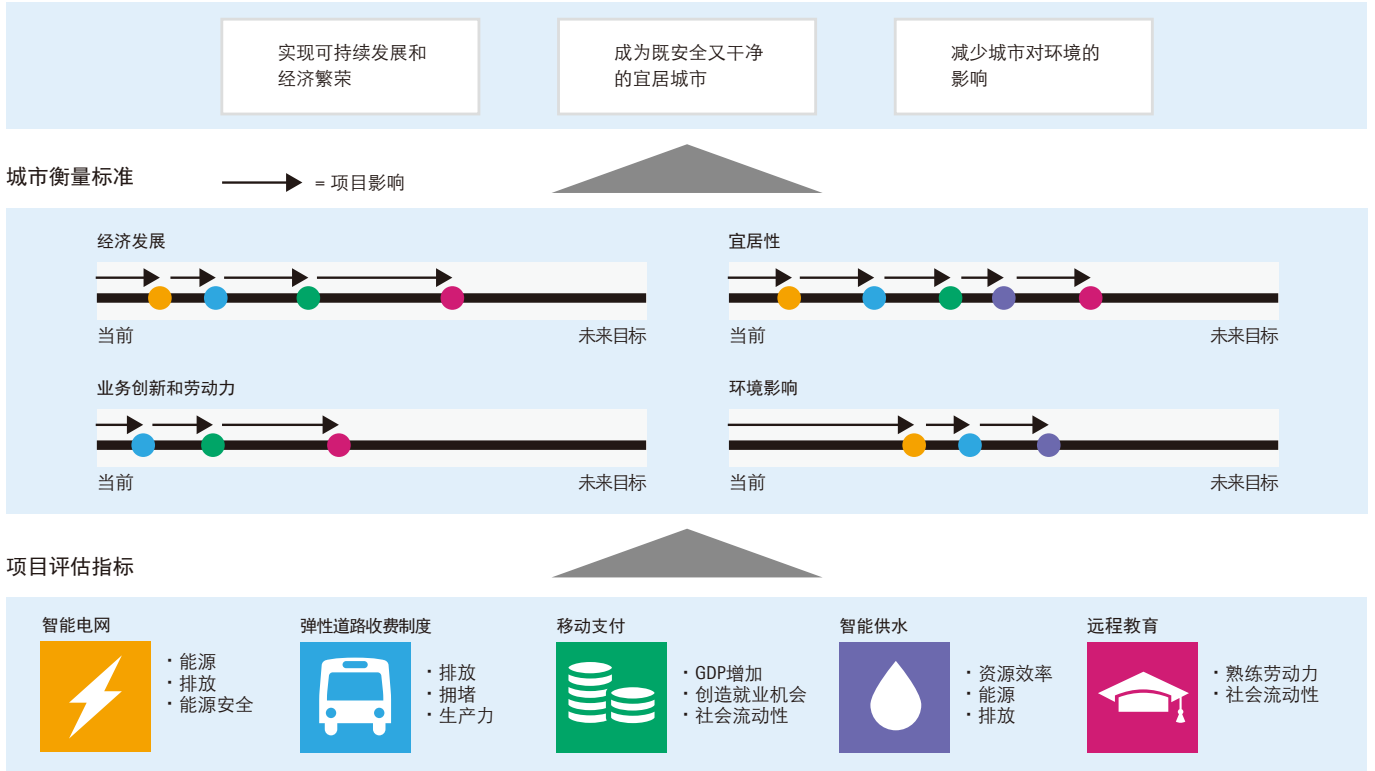 实现可持续发展和
经济繁荣
成为既安全又干净
的宜居城市
减少城市对环境的
影响
城市衡量标准
= 项目影响
经济发展
当前
未来目标
宜居性
当前
未来目标
业务创新和劳动力
当前
未来目标
环境影响
当前
未来目标
项目评估指标
智能电网
·能源
·排放
·能源安全
弹性道路收费制度
·排放
·拥堵
·生产力
移动支付
·GDP增加
·创造就业机会
·社会流动性
智能供水
·资源效率
·能源
·排放
远程教育
·熟练劳动力
·社会流动性